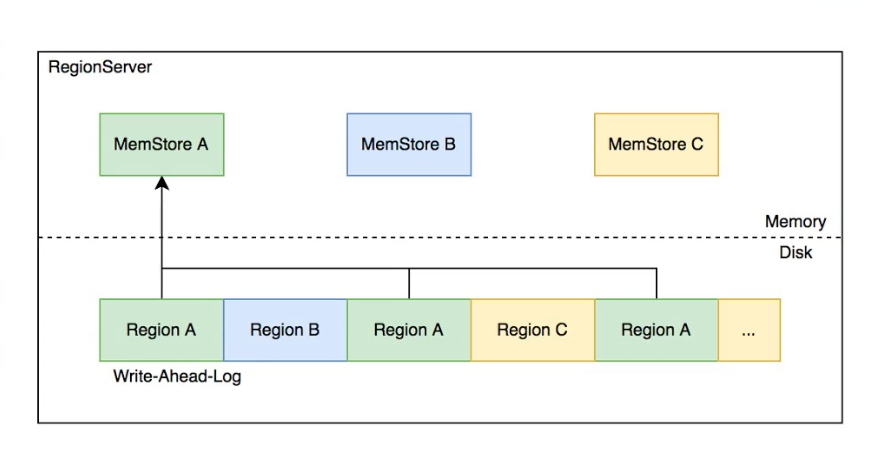 RegionServer
MemStore A
MemStore B
MemStore C
Memory
Disk
Region A
Region B
Region A
Region C
Region A
...
Write-Ahead-Log